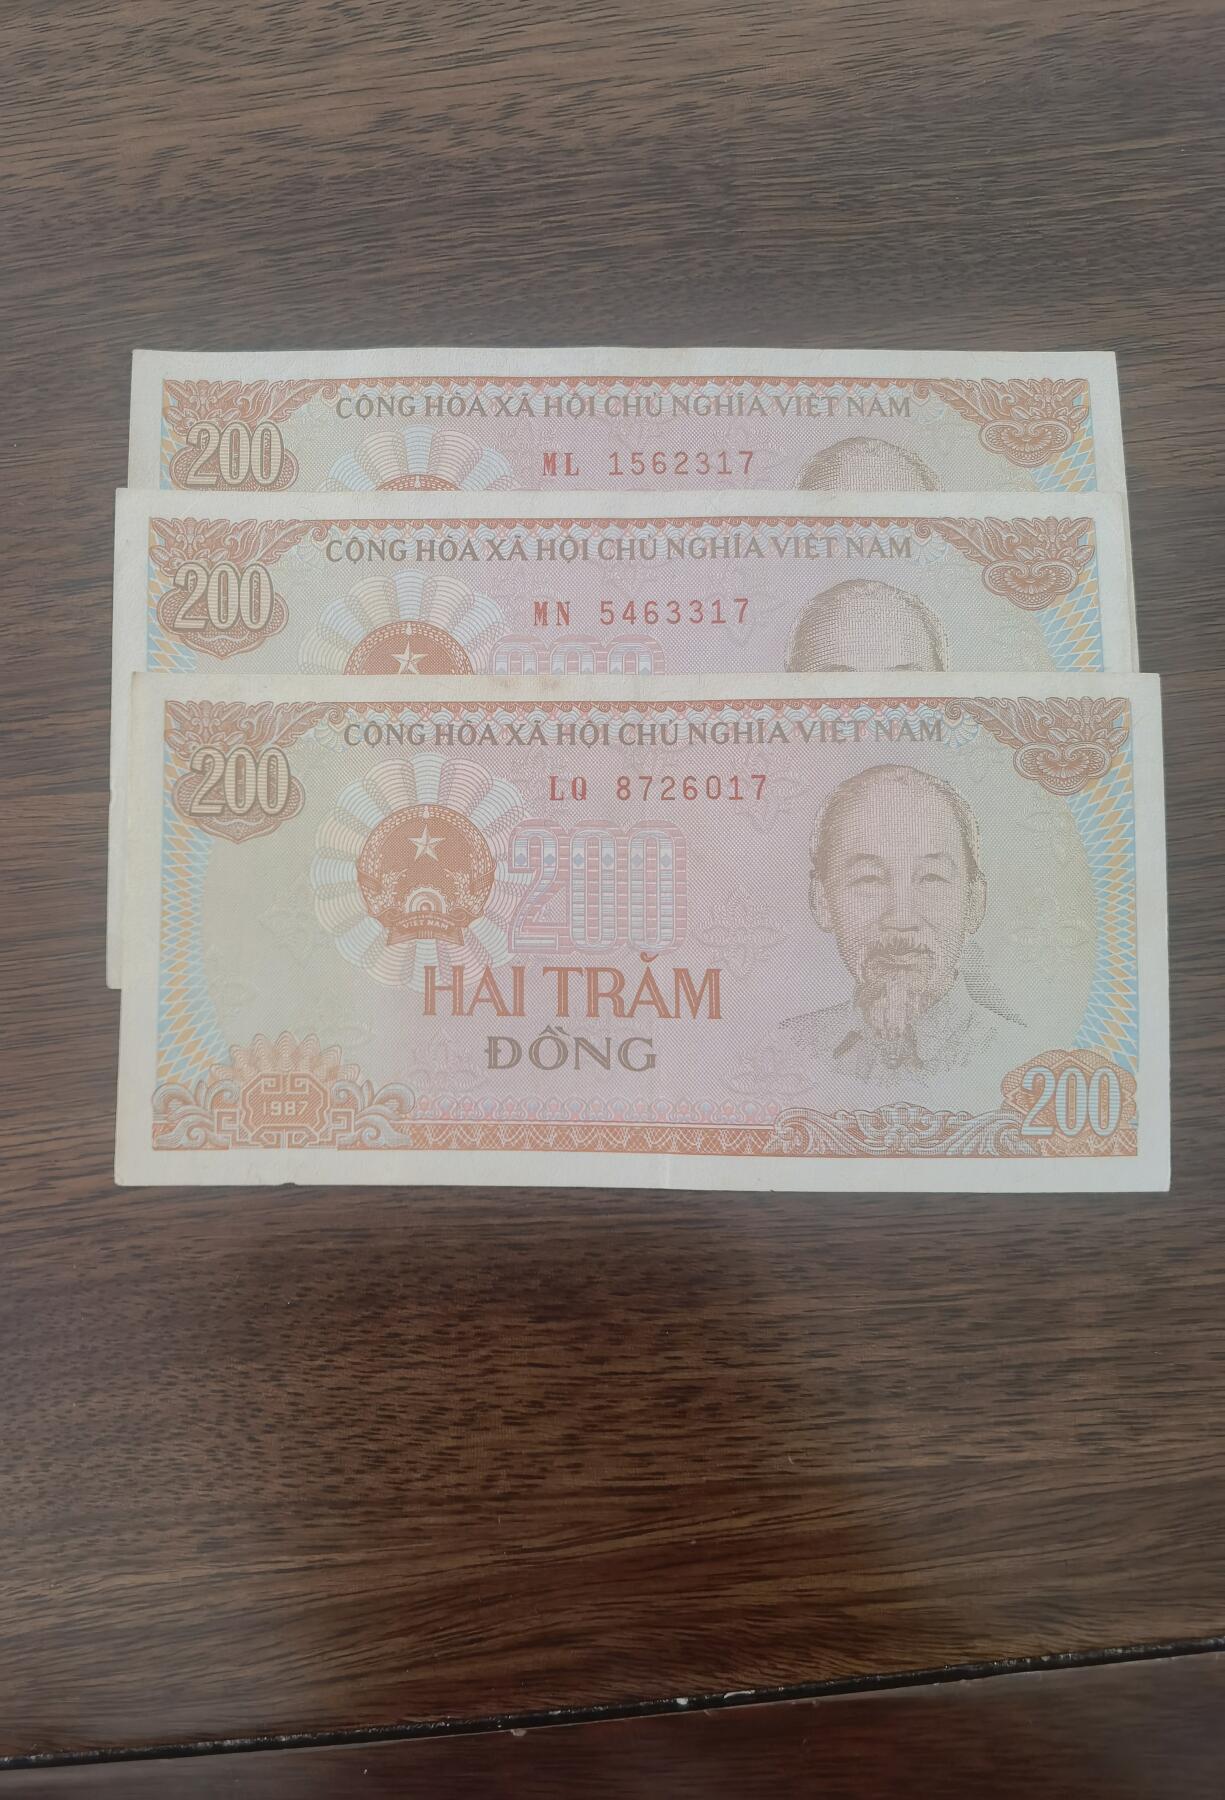 CỘNG HÒA XÃ HỘI CHỦ NGHĨA VIỆT NAM
200
ML 1562317
CỘNG HÒA XÃ HỘI CHỦ NGHĨA VIỆT NAM
200
MN 5463317
200
CỘNG HÒA XÃ HỘI CHỦ NGHĨA VIỆT NAM
200
LQ 8726017
200
VIỆT NAM
HAI TRĂM
ĐỒNG
1987
200